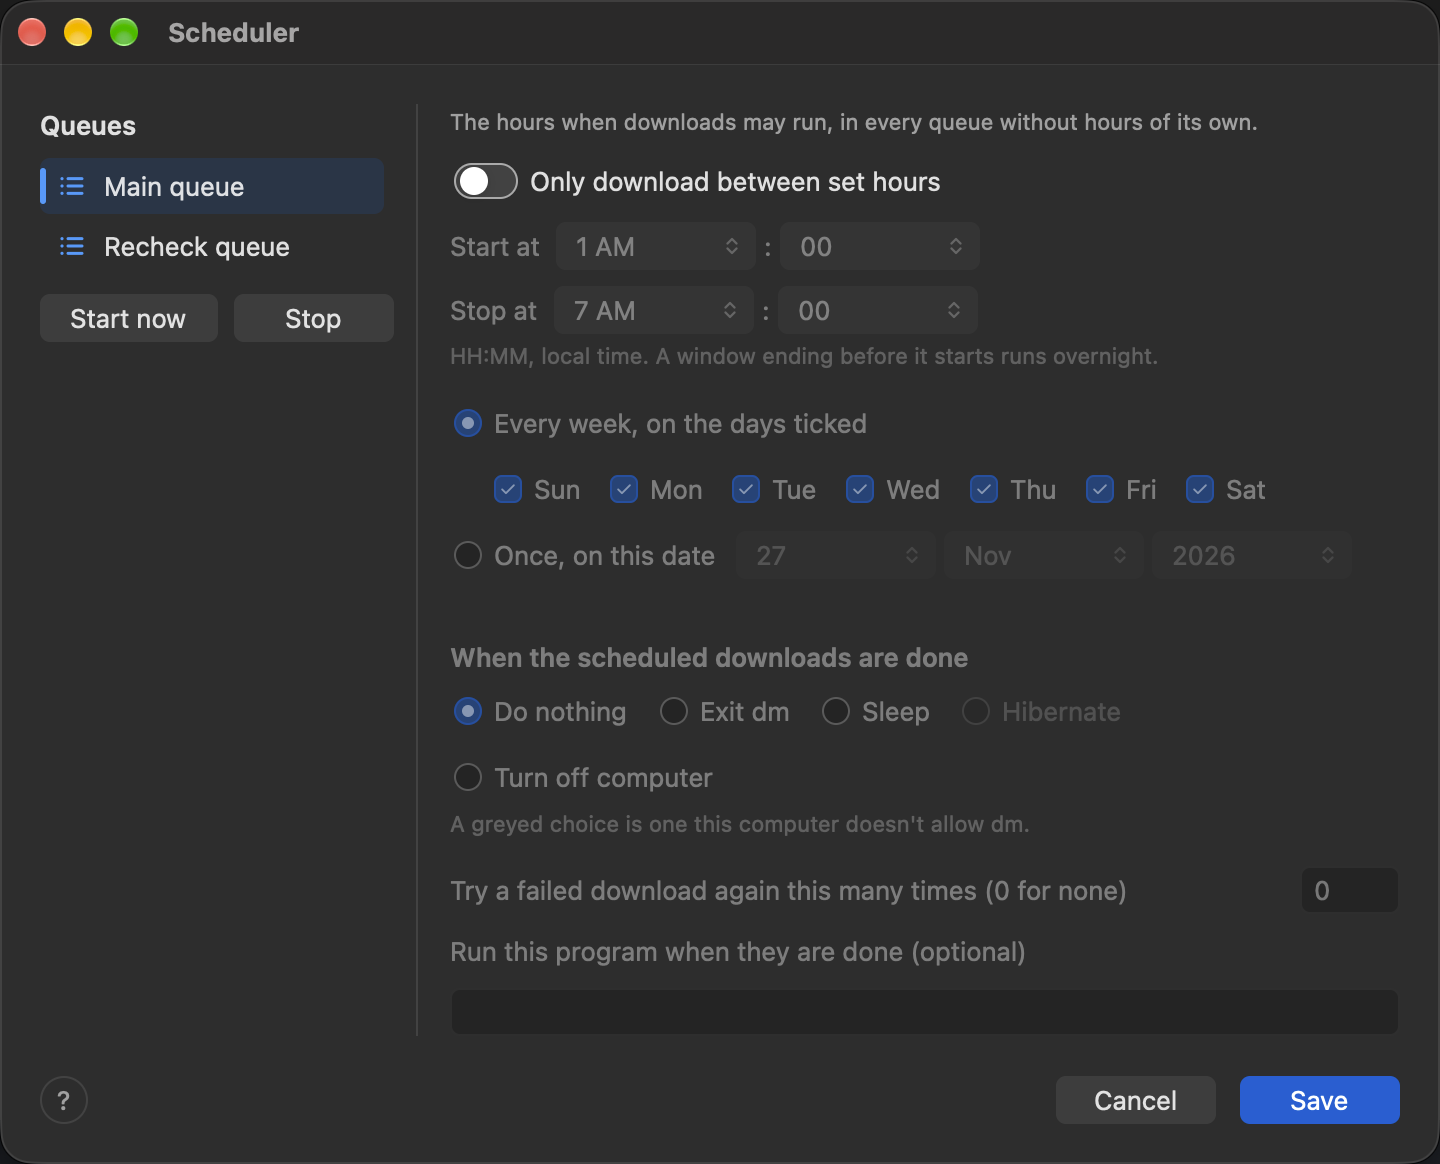 Scheduler
Queues
Main queue
Recheck queue
Start now Stop
The hours when downloads may run, in every queue without hours of its own.
Only download between set hours
Start at 1 AM : 00
Stop at 7 AM : 00
HH:MM, local time. A window ending before it starts runs overnight.
Every week, on the days ticked
Sun Mon Tue Wed Thu Fri Sat
Once, on this date 27 Nov 2026
When the scheduled downloads are done
Do nothing Exit dm Sleep Hibernate
Turn off computer
A greyed choice is one this computer doesn't allow dm.
Try a failed download again this many times (0 for none) 0
Run this program when they are done (optional)
? Cancel Save